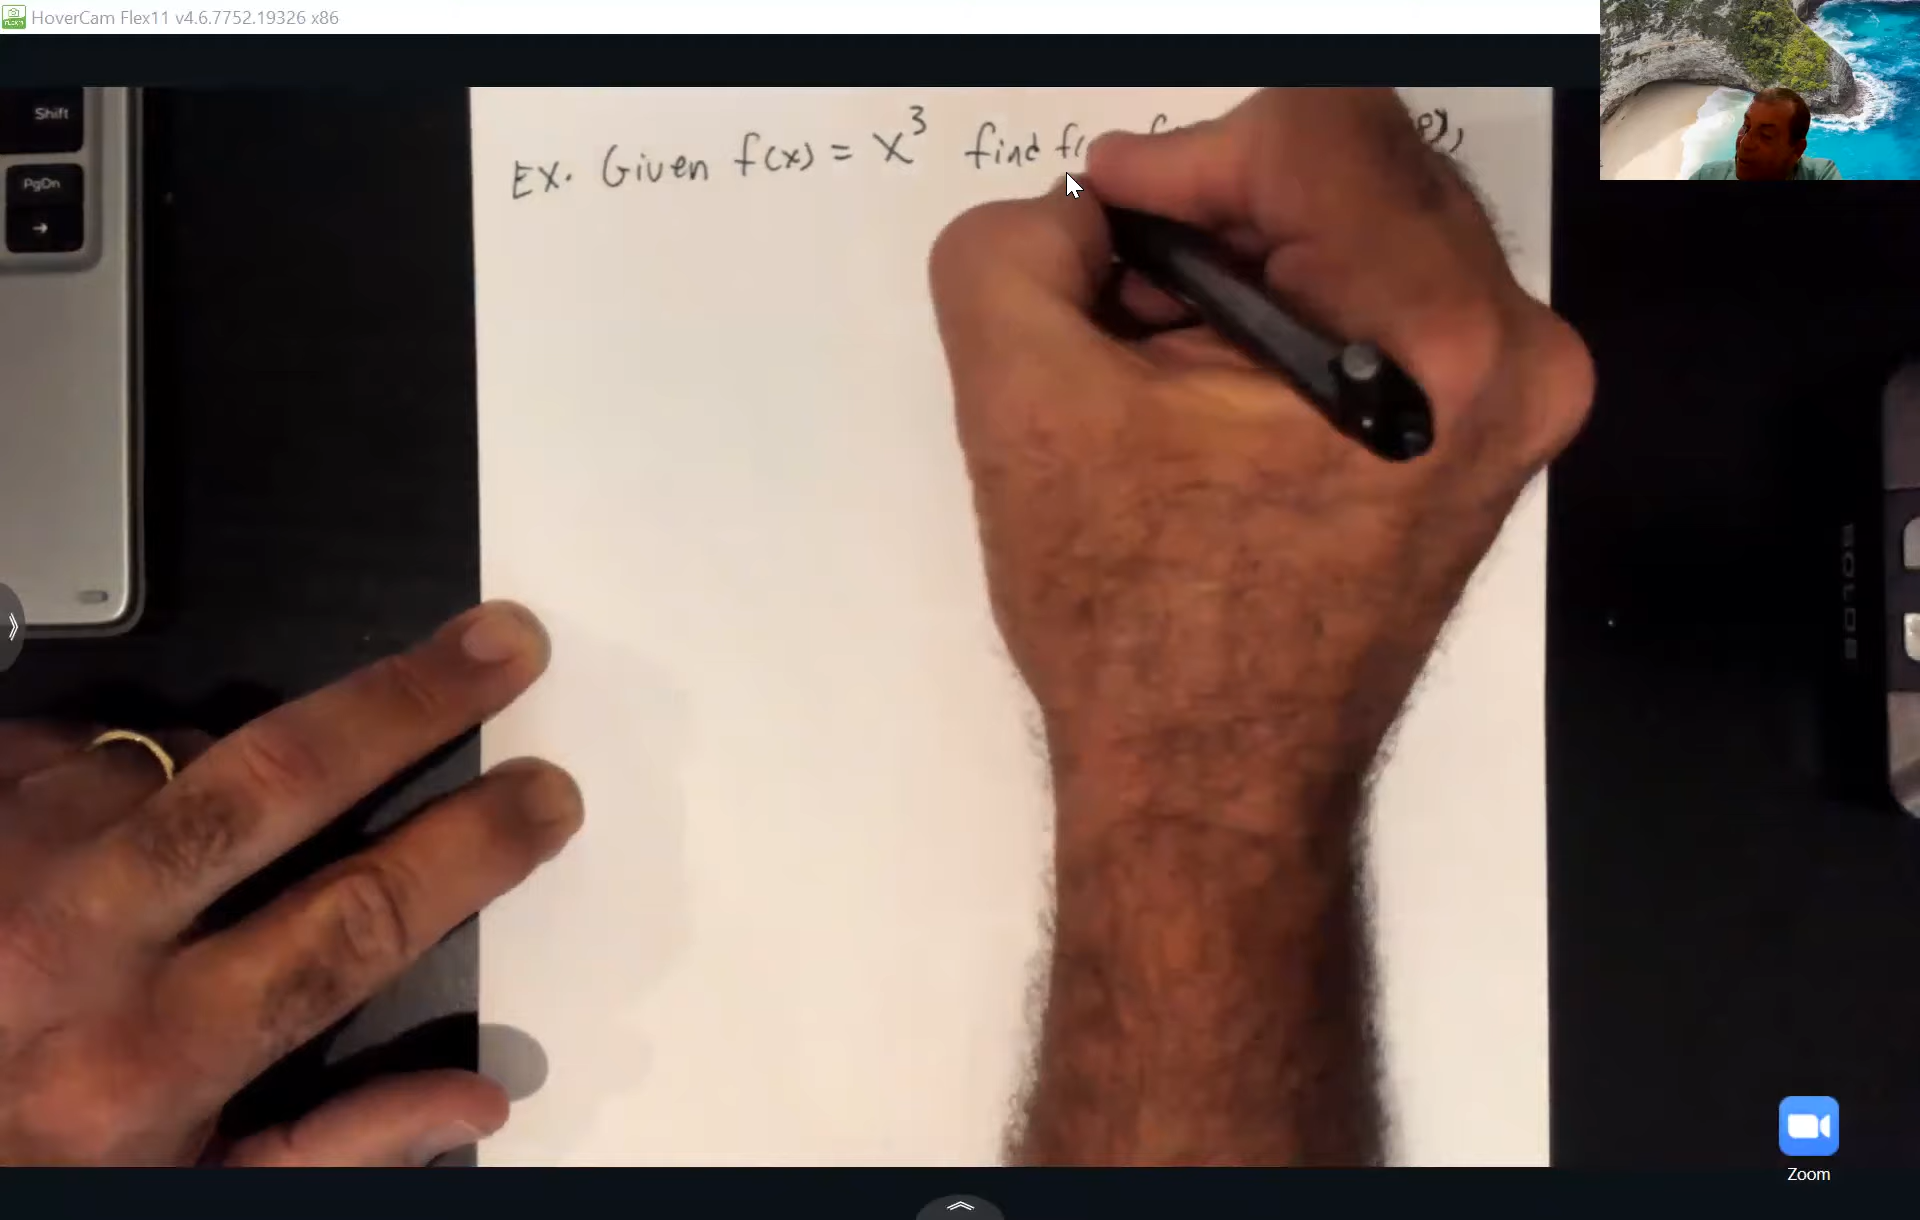 HoverCam Flex11 v4.6.7752.19326 x86
Shift
PgDn
EX. Given f(x) = x³ find f(
Zoom